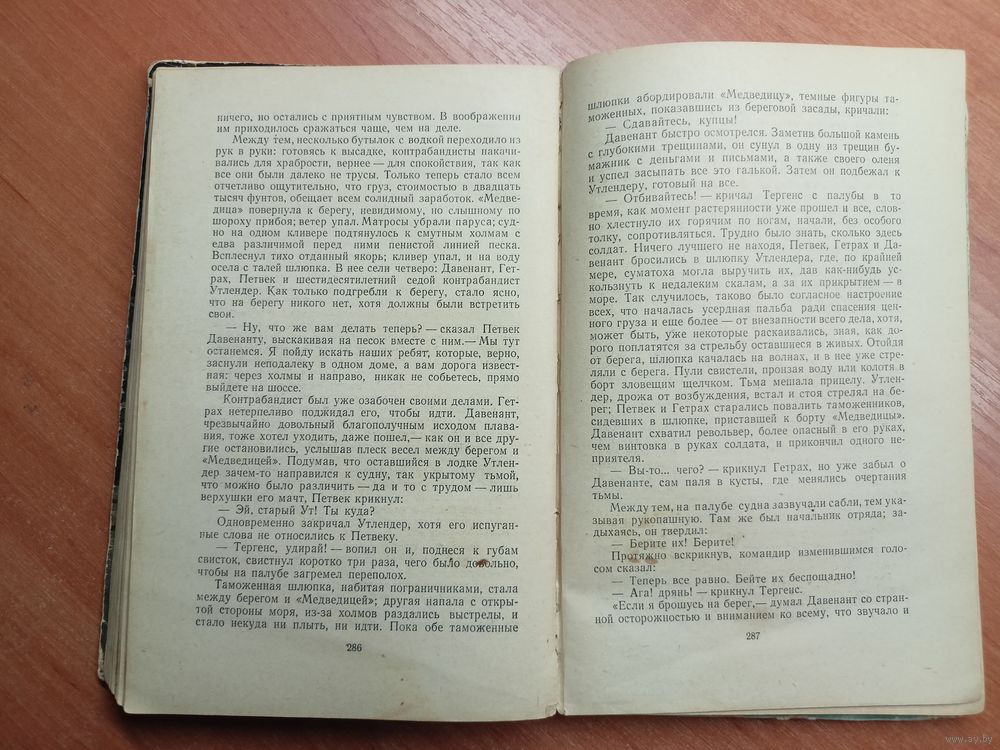 ничего, но остались с приятным чувством. В воображении
им приходилось сражаться чаще, чем на деле.
Между тем, несколько бутылок с водкой переходило из
рук в руки: готовясь к высадке, контрабандисты накачи-
вались для храбрости, вернее — для спокойствия, так как
все они были далеко не трусы. Только теперь стало всем
отчетливо ощутительно, что груз, стоимостью в двадцать
тысяч фунтов, обещает всем солидный заработок. «Медве-
дица» повернула к берегу, невидимому, но слышному по
шороху прибоя; ветер упал. Матросы убрали паруса; суд-
но на одном кливере подтянулось к смутным холмам с
едва различимой перед ними пенистой линией песка.
Всплеснул тихо отданный якорь; кливер упал, и на воду
осела с талей шлюпка. В нее сели четверо: Давенант, Гет-
рах, Петвек и шестидесятилетний седой контрабандист
Утлендер. Как только подгребли к берегу, стало ясно,
что на берегу никого нет, хотя должны были встретить
свои.
— Ну, что же вам делать теперь? — сказал Петвек
Давенанту, выскакивая на песок вместе с ним.— Мы тут
останемся. Я пойду искать наших ребят, которые, верно,
заснули неподалеку в одном доме, а вам дорога извест-
ная: через холмы и направо, никак не собьетесь, прямо
выйдете на шоссе.
Контрабандист был уже озабочен своими делами. Гет-
рах нетерпеливо поджидал его, чтобы идти. Давенант,
чрезвычайно довольный благополучным исходом плава-
ния, тоже хотел уходить, даже пошел,— как он и все дру-
гие остановились, услышав плеск весел между берегом и
«Медведицей». Подумав, что оставшийся в лодке Утлен-
дер зачем-то направился к судну, так укрытому тьмой,
что можно было различить — да и то с трудом — лишь
верхушки его мачт, Петвек крикнул:
— Эй, старый Ут! Ты куда?
Одновременно закричал Утлендер, хотя его испуган-
ные слова не относились к Петвеку.
— Тергенс, удирай! — вопил он и, поднеся к губам
свисток, свистнул коротко три раза, чего было довольно,
чтобы на палубе загремел переполох.
Таможенная шлюпка, набитая пограничниками, стала
между берегом и «Медведицей»; другая напала с откры-
той стороны моря, из-за холмов раздались выстрелы, и
стало некуда ни плыть, ни идти. Пока обе таможенные
286
шлюпки абордировали «Медведицу», темные фигуры та-
моженных, показавшись из береговой засады, кричали:
— Сдавайтесь, купцы!
Давенант быстро осмотрелся. Заметив большой камень
с глубокими трещинами, он сунул в одну из трещин бу-
мажник с деньгами и письмами, а также своего оленя
и успел засыпать все это галькой. Затем он подбежал к
Утлендеру, готовый на все.
— Отбивайтесь! — кричал Тергенс с палубы в то
время, как момент растерянности уже прошел и все, слов-
но хлестнуло их горячим по ногам, начали, без особого
толку, сопротивляться. Трудно было знать, сколько здесь
солдат. Ничего лучшего не находя, Петвек, Гетрах и Да-
венант бросились в шлюпку Утлендера, где, по крайней
мере, суматоха могла выручить их, дав как-нибудь ус-
кользнуть к недалеким скалам, а за их прикрытием — в
море. Так случилось, таково было согласное настроение
всех, что началась усердная пальба ради спасения цен-
ного груза и еще более — от внезапности всего дела, хотя,
может быть, уже некоторые раскаивались, зная, как до-
рого поплатятся за стрельбу оставшиеся в живых. Отойдя
от берега, шлюпка качалась на волнах, и в нее уже стре-
ляли с берега. Пули свистели, пронзая воду или колотя в
борт зловещим щелчком. Тьма мешала прицелу. Утлен-
дер, дрожа от возбуждения, встал и стоя стрелял на бе-
рег; Петвек и Гетрах старались повалить таможенников,
сидевших в шлюпке, приставшей к борту «Медведицы».
Давенант схватил револьвер, более опасный в его руках,
чем винтовка в руках солдата, и прикончил одного не-
приятеля.
— Вы-то... чего? — крикнул Гетрах, но уже забыл о
Давенанте, сам паля в кусты, где менялись очертания
тьмы.
Между тем, на палубе судна зазвучали сабли, тем ука-
зывая рукопашную. Там же был начальник отряда; за-
дыхаясь, он твердил:
— Берите их! Берите!
Протяжно вскрикнув, командир изменившимся голо-
сом сказал:
— Теперь все равно. Бейте их беспощадно!
— Ага! дрянь! — крикнул Тергенс.
«Если я брошусь на берег,— думал Давенант со стран-
ной осторожностью и вниманием ко всему, что звучало и
287
www.ay.by